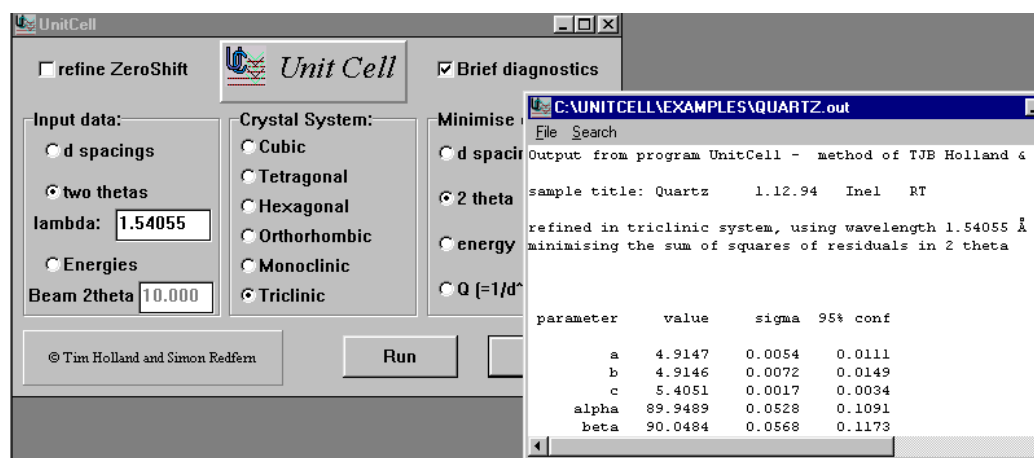 UnitCell
refine ZeroShift
Unit Cell
Brief diagnostics
Input data:
d spacings
two thetas
lambda: 1.54055
Energies
Beam 2theta 10.000
Crystal System:
Cubic
Tetragonal
Hexagonal
Orthorhombic
Monoclinic
Triclinic
Minimise
d spacin
2 theta
energy
Q (=1/d^
© Tim Holland and Simon Redfern
Run
C:\UNITCELL\EXAMPLES\QUARTZ.out
File Search
Output from program UnitCell - method of TJB Holland &
sample title: Quartz 1.12.94 Inel RT
refined in triclinic system, using wavelength 1.54055 Å
minimising the sum of squares of residuals in 2 theta
parameter value sigma 95% conf
a 4.9147 0.0054 0.0111
b 4.9146 0.0072 0.0149
c 5.4051 0.0017 0.0034
alpha 89.9489 0.0528 0.1091
beta 90.0484 0.0568 0.1173